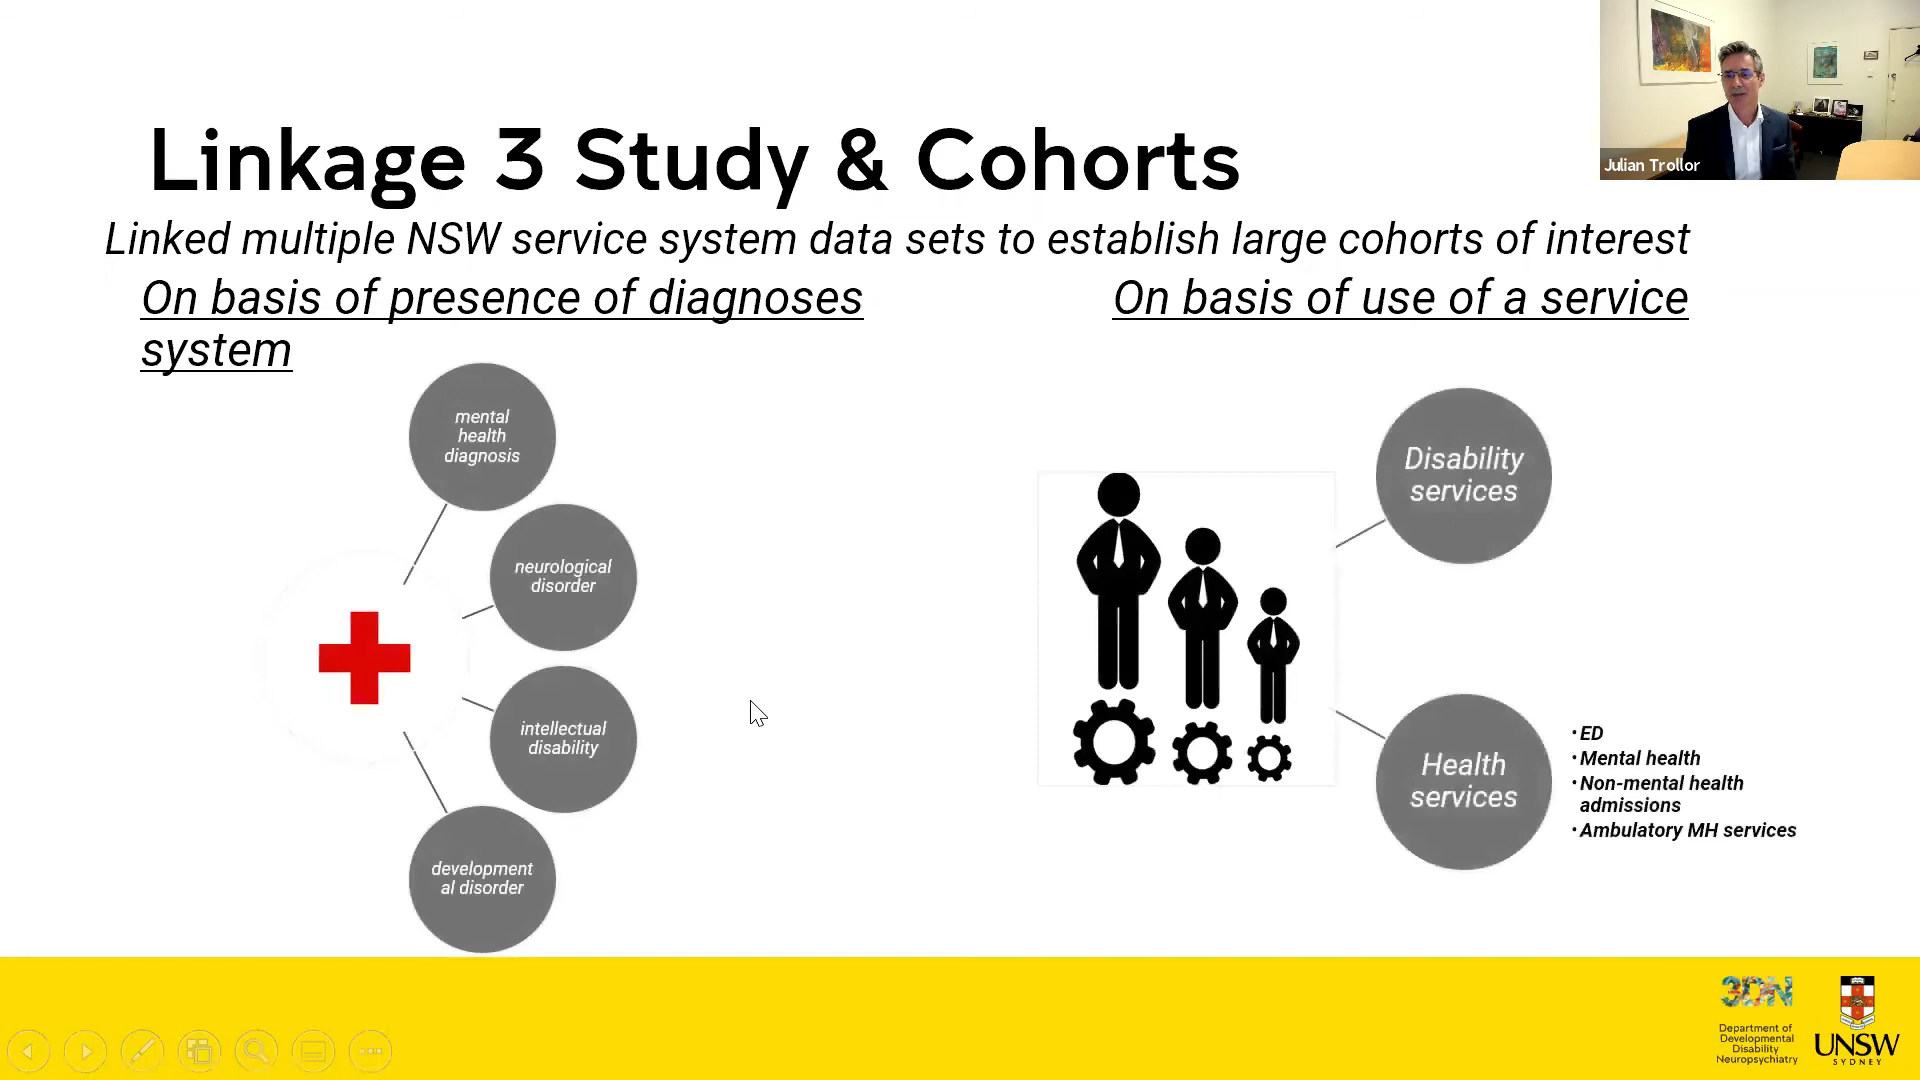 Linkage 3 Study & Cohorts
Julian Trollor
Linked multiple NSW service system data sets to establish large cohorts of interest
On basis of presence of diagnoses On basis of use of a service
system
mental
health
diagnosis
neurological
disorder
intellectual
disability
development
al disorder
Disability
services
Health
services
• ED
• Mental health
• Non-mental health
admissions
• Ambulatory MH services
3DN
Department of
Developmental
Disability
Neuropsychiatry
UNSW
SYDNEY